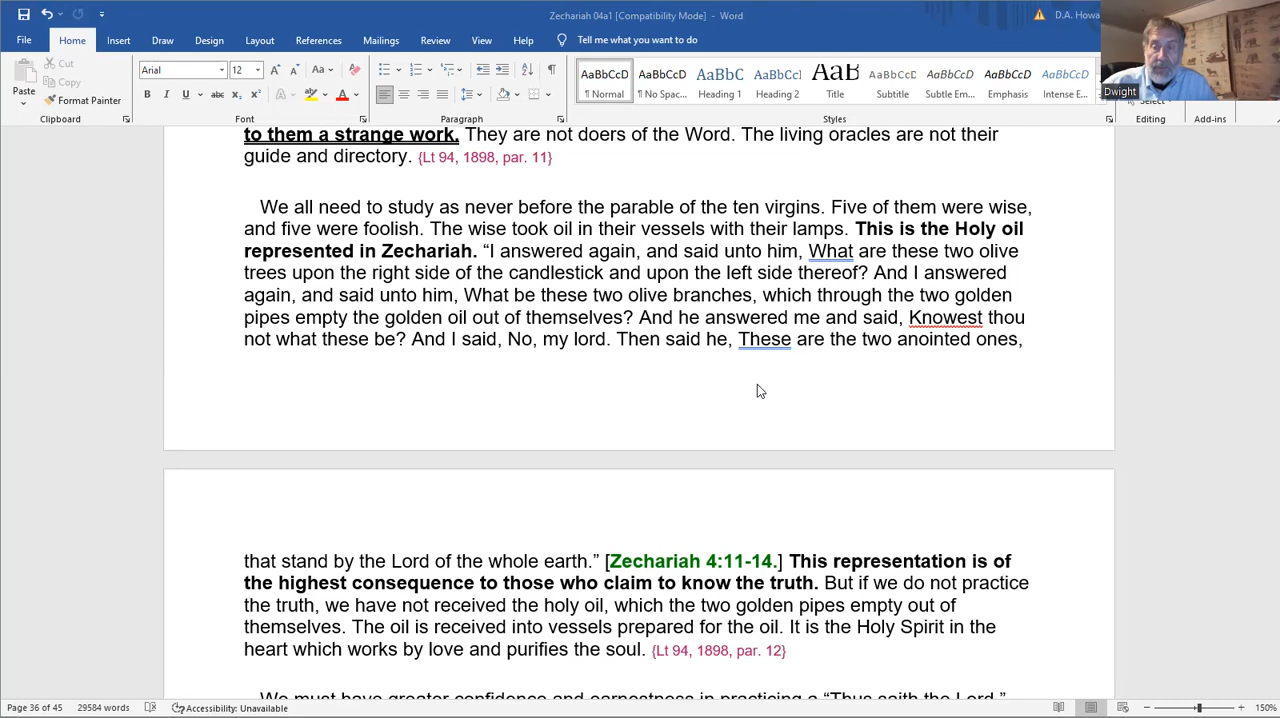 Zechariah 04a1 [Compatibility Mode] - Word
D.A. Howa
File Home Insert Draw Design Layout References Mailings Review View Help Tell me what you want to do
Dwight
Paste
Cut
Copy
Format Painter
Clipboard
Arial 12
Font
Paragraph
AaBbCcD AaBbCcD AaBbC AaBbCcl AaB AaBbCcD AaBbCcD AaBbCcD AaBbCcD
¶ Normal ¶ No Spac... Heading 1 Heading 2 Title Subtitle Subtle Em... Emphasis Intense E...
Styles
Select
Editing
Add-ins
to them a strange work. They are not doers of the Word. The living oracles are not their
guide and directory. {Lt 94, 1898, par. 11}
We all need to study as never before the parable of the ten virgins. Five of them were wise,
and five were foolish. The wise took oil in their vessels with their lamps. This is the Holy oil
represented in Zechariah. “I answered again, and said unto him, What are these two olive
trees upon the right side of the candlestick and upon the left side thereof? And I answered
again, and said unto him, What be these two olive branches, which through the two golden
pipes empty the golden oil out of themselves? And he answered me and said, Knowest thou
not what these be? And I said, No, my lord. Then said he, These are the two anointed ones,
that stand by the Lord of the whole earth.” [Zechariah 4:11-14.] This representation is of
the highest consequence to those who claim to know the truth. But if we do not practice
the truth, we have not received the holy oil, which the two golden pipes empty out of
themselves. The oil is received into vessels prepared for the oil. It is the Holy Spirit in the
heart which works by love and purifies the soul. {Lt 94, 1898, par. 12}
We must have greater confidence and earnestness in practicing a “Thus saith the Lord.”
Page 36 of 45 29584 words Accessibility: Unavailable 150%